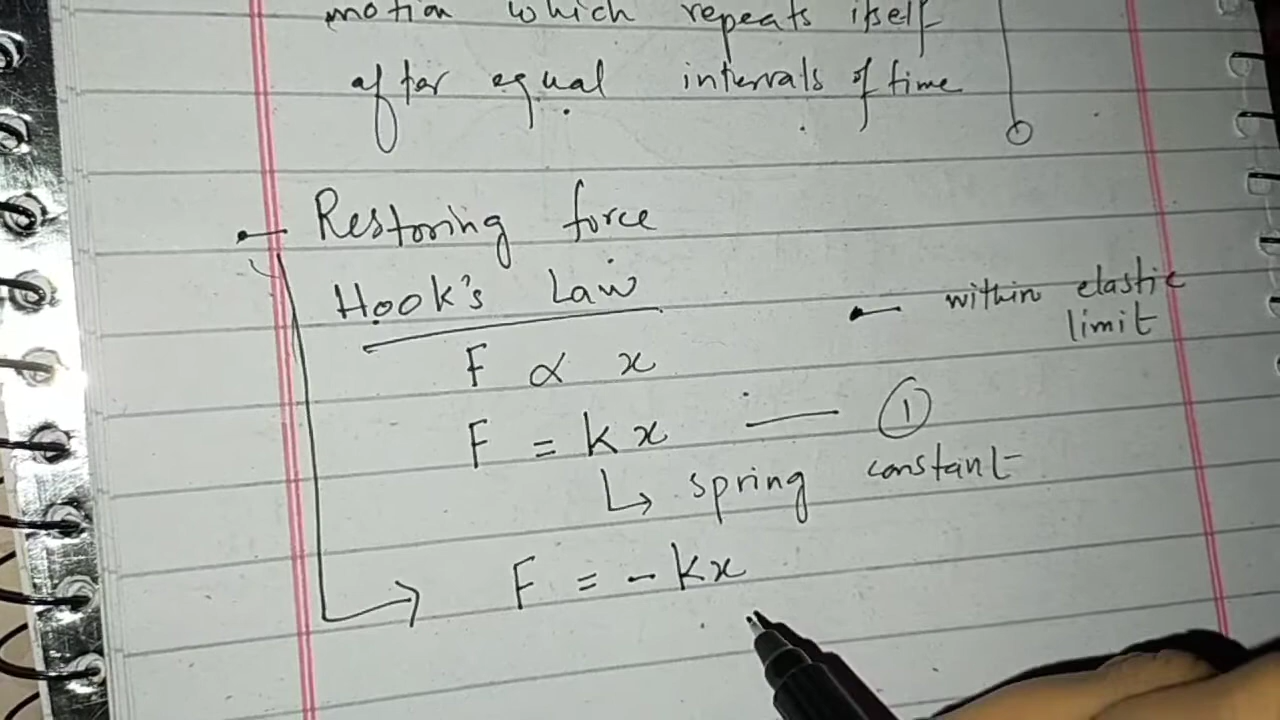 motion which repeats itself
after equal intervals of time
Restoring force
Hook's Law
within elastic
limit
F ∝ x
F = kx — ①
↳ spring constant
→ F = - kx